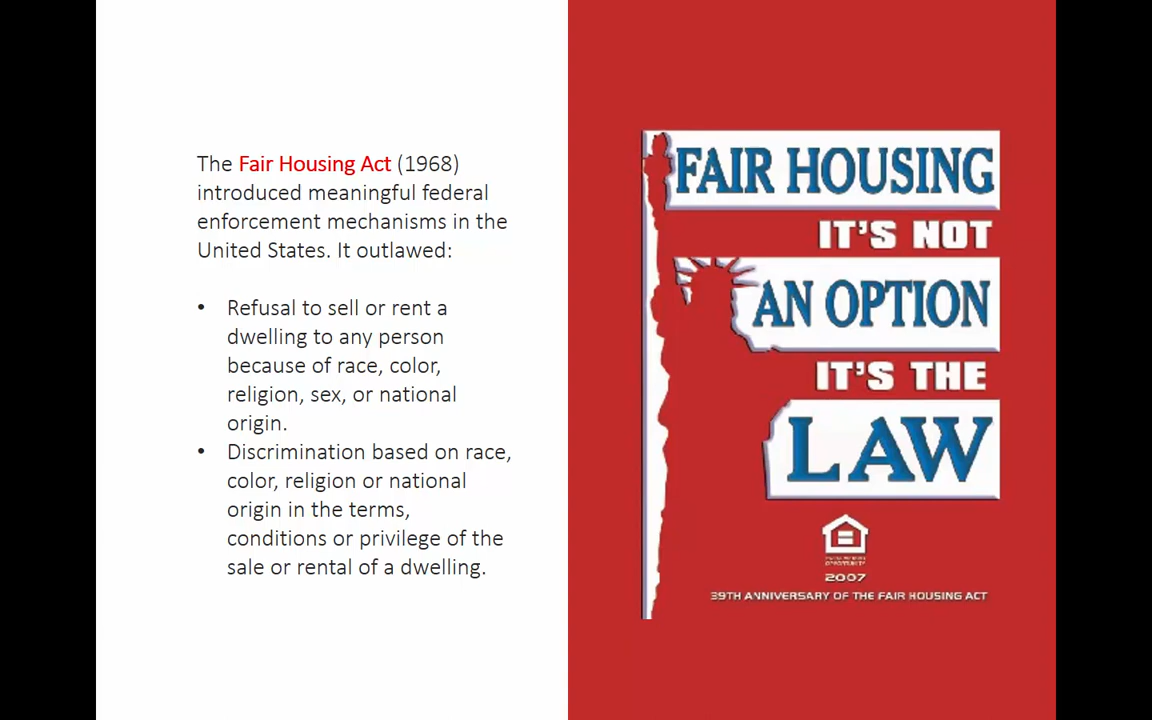 The Fair Housing Act (1968)
introduced meaningful federal
enforcement mechanisms in the
United States. It outlawed:
• Refusal to sell or rent a
dwelling to any person
because of race, color,
religion, sex, or national
origin.
• Discrimination based on race,
color, religion or national
origin in the terms,
conditions or privilege of the
sale or rental of a dwelling.
FAIR HOUSING
IT'S NOT
AN OPTION
IT'S THE
LAW
OPPORTUNITY
2007
39TH ANNIVERSARY OF THE FAIR HOUSING ACT